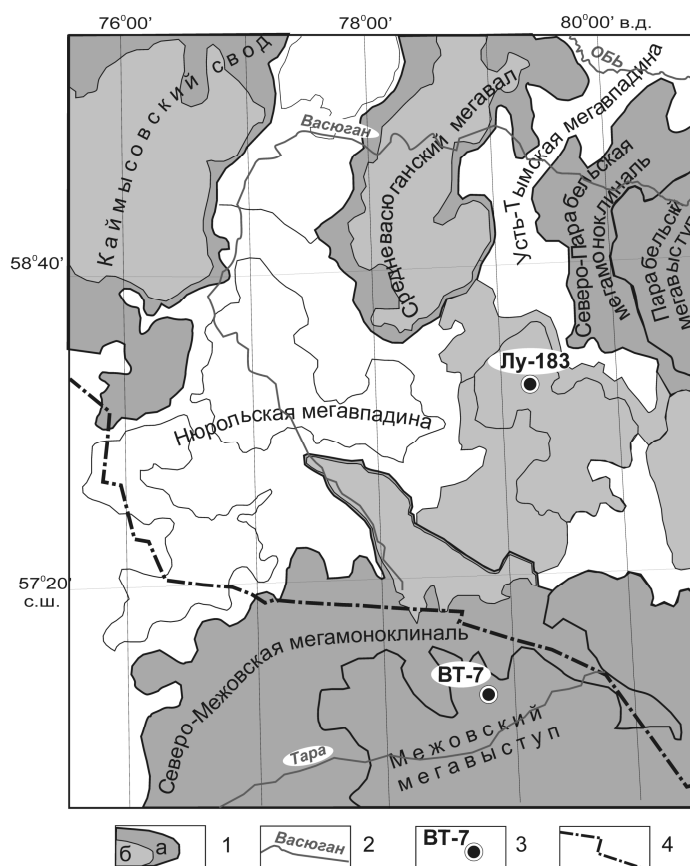 76°00'
78°00'
80°00' в.д.
ОБЬ
Каймысовский свод
Васюган
Средневасюганский мегавал
Усть-Тымская мегавпадина
Северо-Парабельская
мегамоноклиналь
Парабельский
мегавыступ
58°40'
Лу-183
Нюрольская мегавпадина
57°20'
с.ш.
Северо-Межовская мегамоноклиналь
ВТ-7
Межовский
мегавыступ
Тара
б а 1
Васюган 2
ВТ-7 3
4